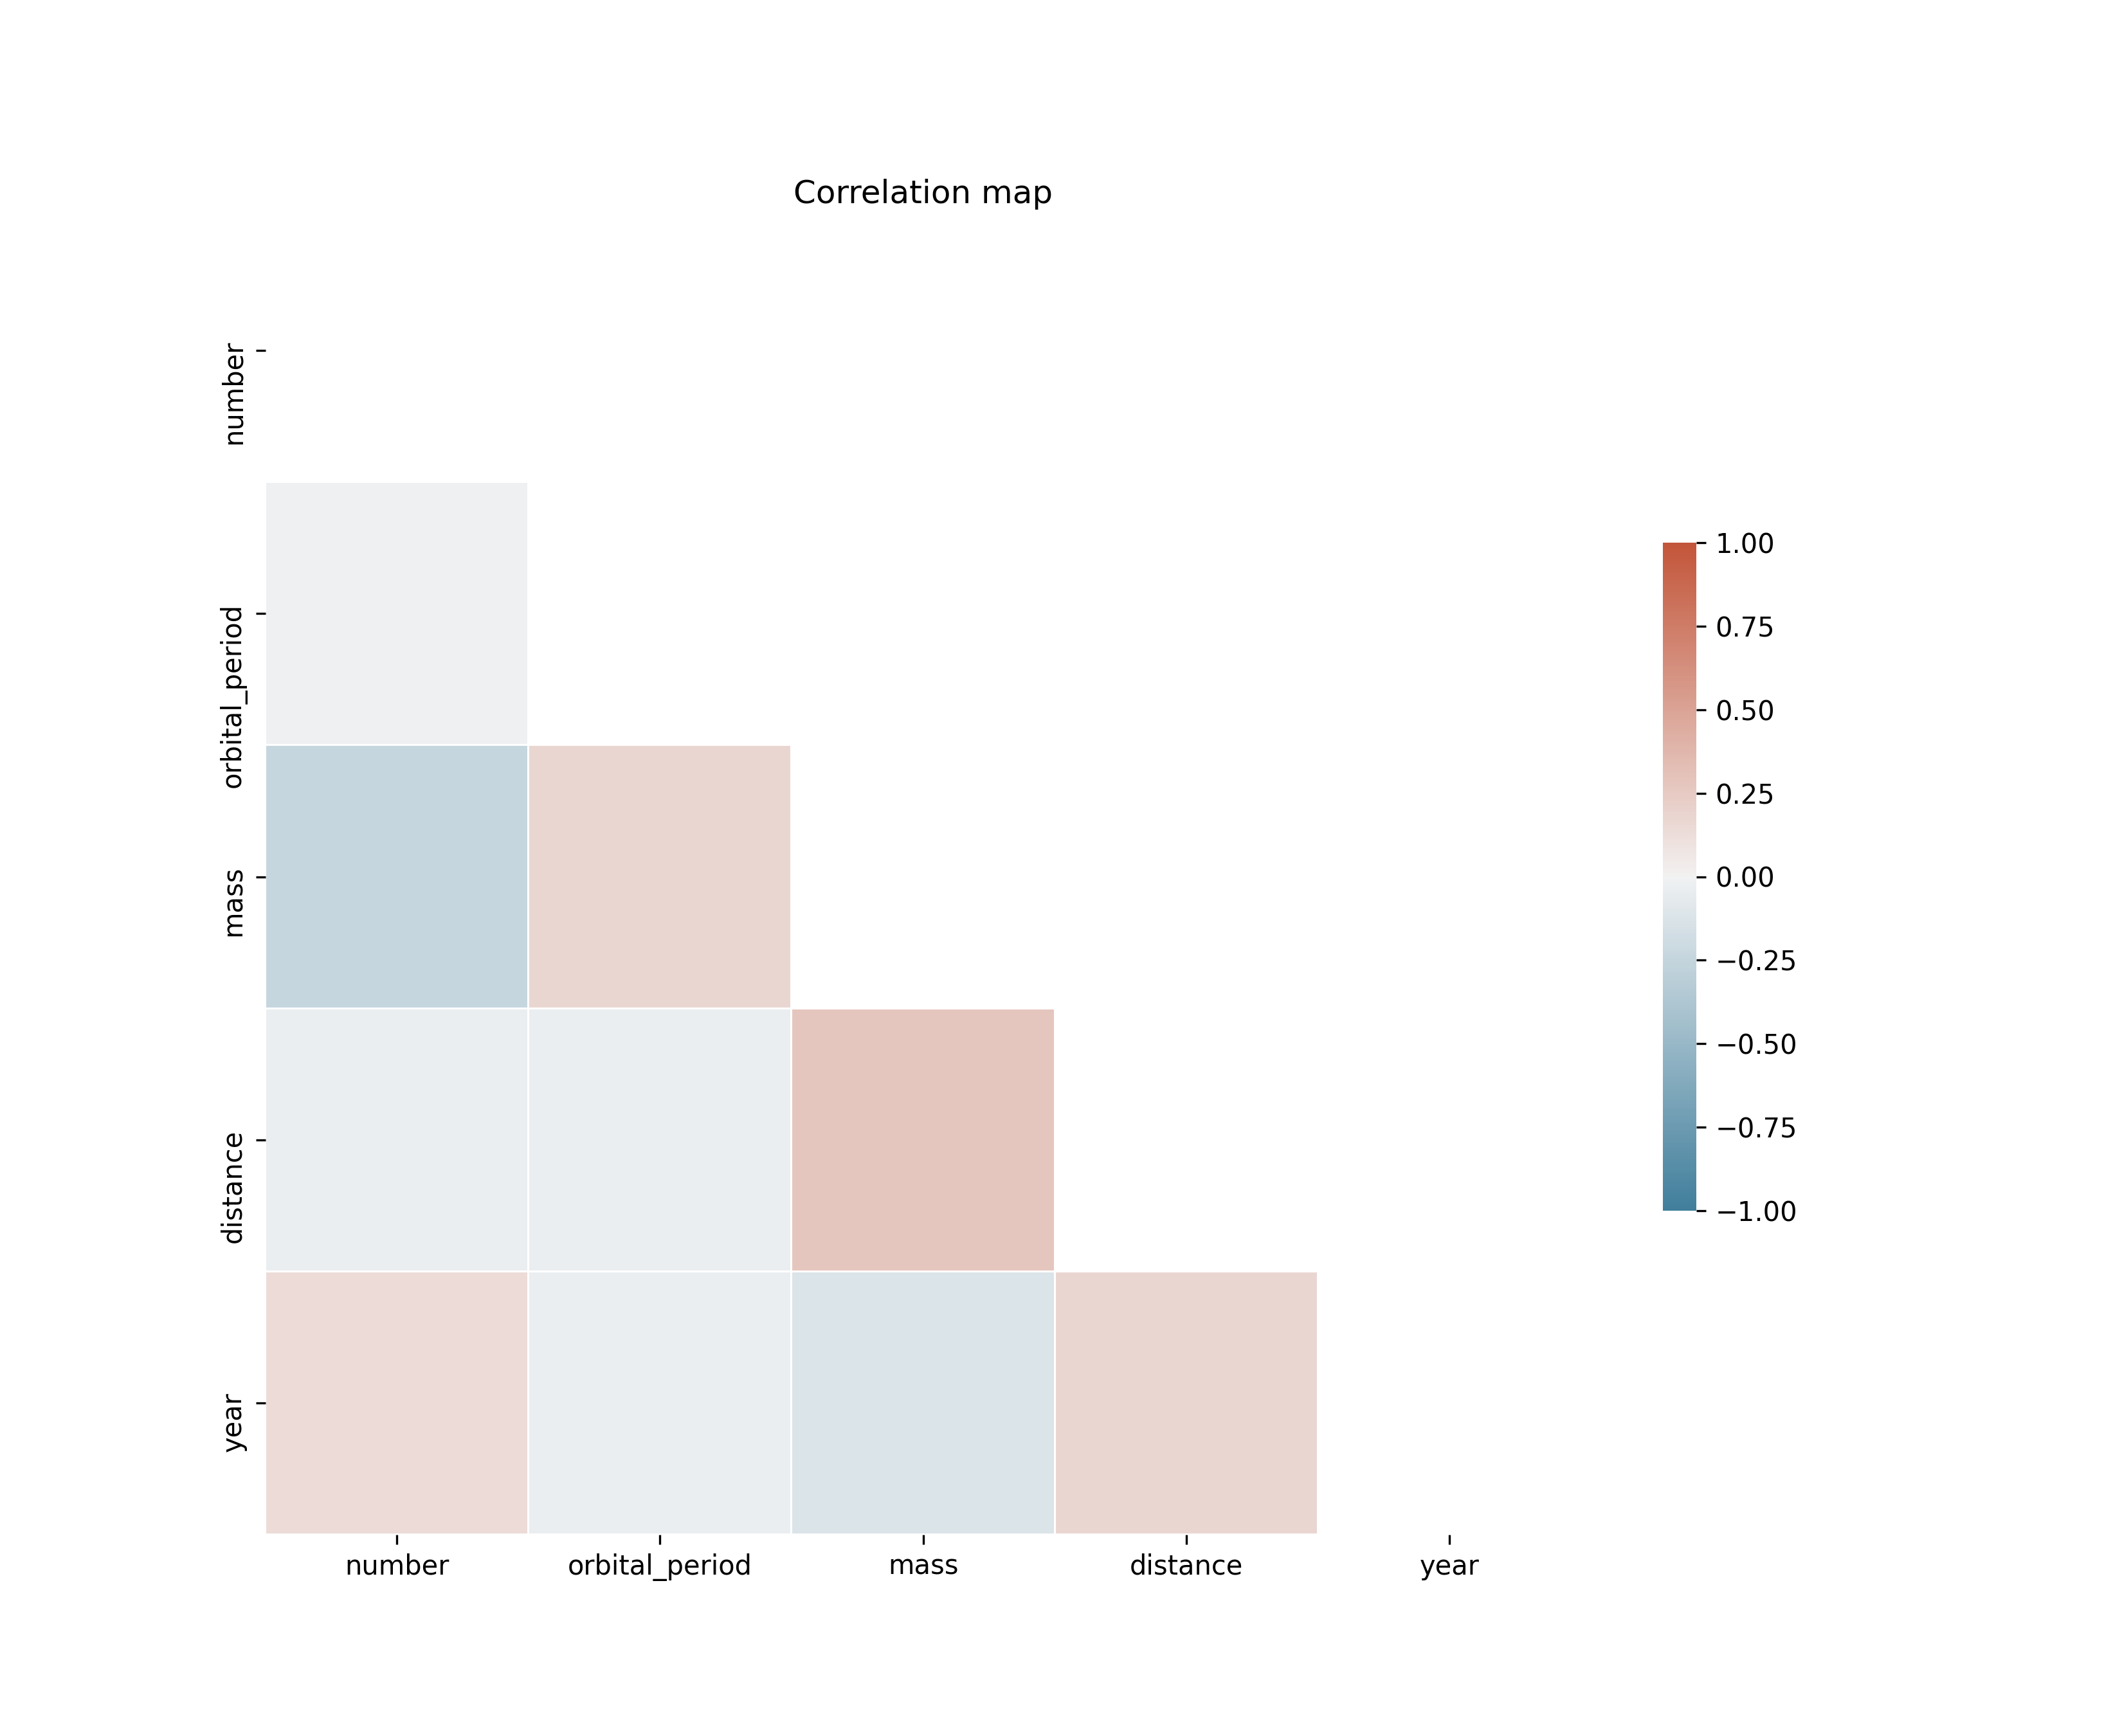 Correlation map
number
orbital_period
mass
distance
year
number
orbital_period
mass
distance
year
1.00
0.75
0.50
0.25
0.00
−0.25
−0.50
−0.75
−1.00